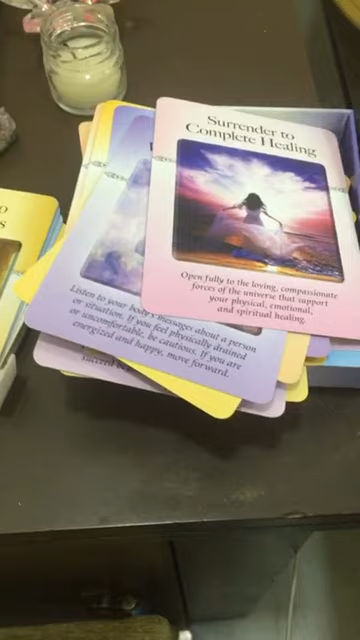 Surrender to
Complete Healing
Open fully to the loving, compassionate
forces of the universe that support
your physical, emotional,
and spiritual healing.
Listen to your body's messages about a person
or situation. If you feel physically drained
or uncomfortable, be cautious. If you are
energized and happy, move forward.
O
S